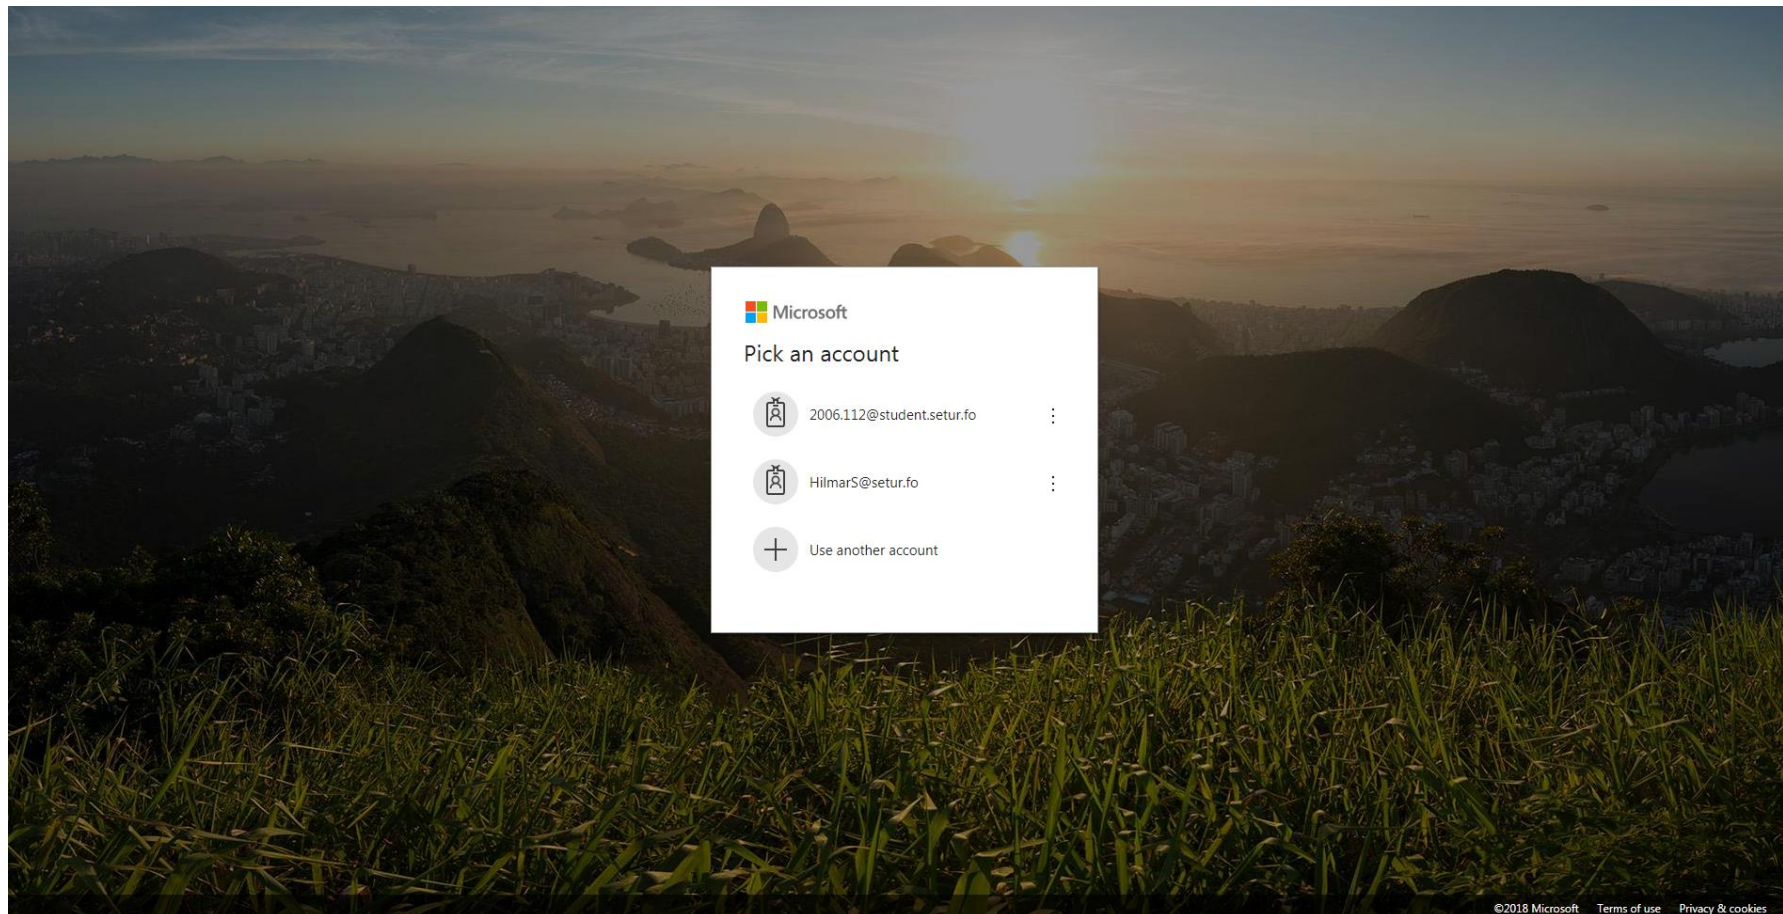 Microsoft
Pick an account
2006.112@student.setur.fo
HilmarS@setur.fo
Use another account
©2018 Microsoft Terms of use Privacy & cookies